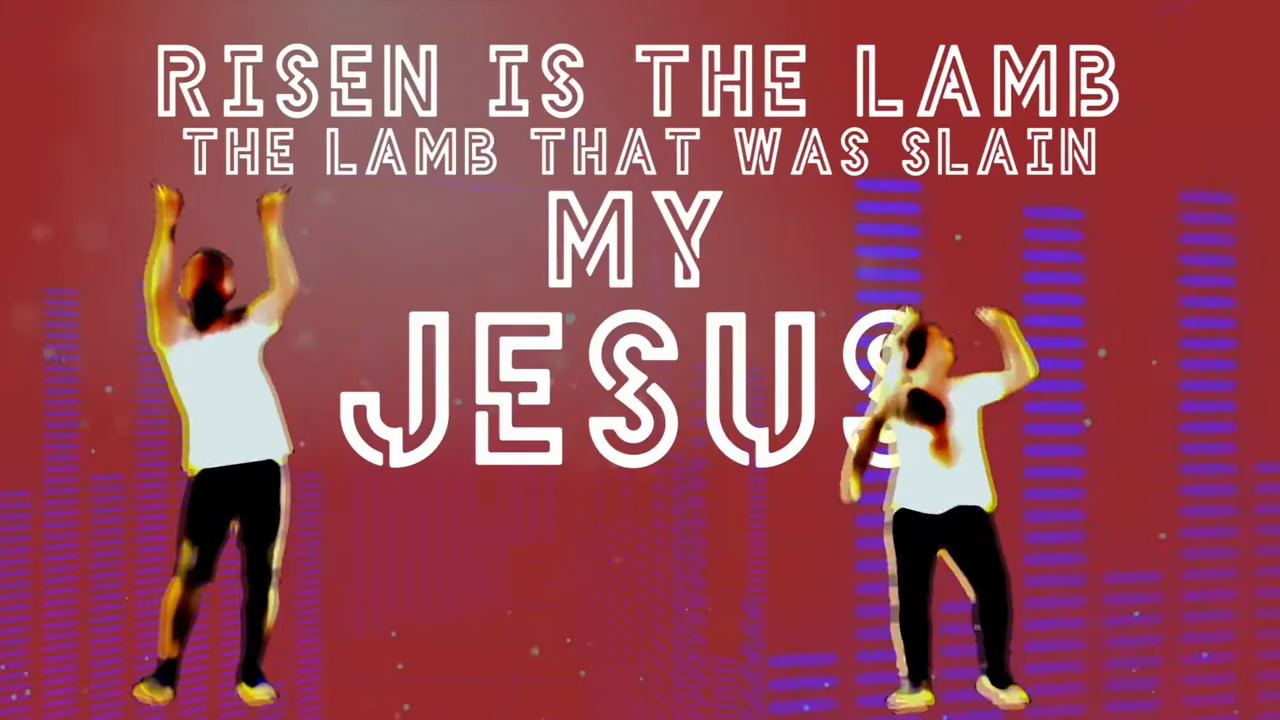 RISEN IS THE LAMB
THE LAMB THAT WAS SLAIN
MY
JESUS